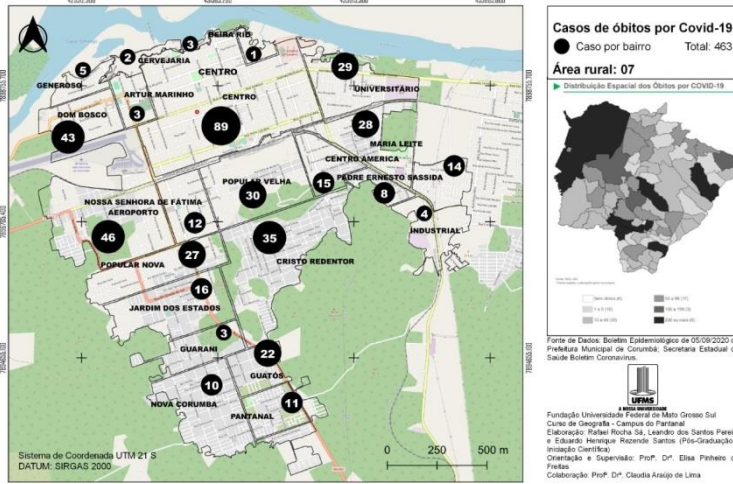 BEIRA RIO
3
2
1
CERVEJARIA
5
29
CENTRO
GENEROSO
ARTUR MARINHO
CENTRO
UNIVERSITÁRIO
3
DOM BOSCO
43
89
28
MARIA LEITE
CENTRO AMERICA
14
POPULAR VELHA
15
PADRE ERNESTO SASSIDA
8
30
NOSSA SENHORA DE FÁTIMA
AEROPORTO
12
4
46
35
INDUSTRIAL
27
POPULAR NOVA
CRISTO REDENTOR
16
JARDIM DOS ESTADOS
3
GUARANI
22
GUATÓS
10
11
NOVA CORUMBA
PANTANAL
Sistema de Coordenada UTM 21 S
DATUM: SIRGAS 2000
0 250 500 m
Casos de óbitos por Covid-19
Caso por bairro Total: 463
Área rural: 07
Distribuição Espacial dos Óbitos por COVID-19
Fonte de Dados: Boletim Epidemiológico de 05/09/2020
Prefeitura Municipal de Corumbá; Secretaria Estadual
Saúde Boletim Coronavirus.
UFMS
A NOSSA UNIVERSIDADE
Fundação Universidade Federal de Mato Grosso Sul
Curso de Geografia - Campus do Pantanal
Elaboração: Rafael Rocha Sá, Leandro dos Santos
e Eduardo Henrique Rezende Santos (Pós-Graduação
Iniciação Científica)
Orientação e Supervisão: Profª. Drª. Elisa Pinheiro
Freitas
Colaboração: Profª. Drª. Claudia Araújo de Lima